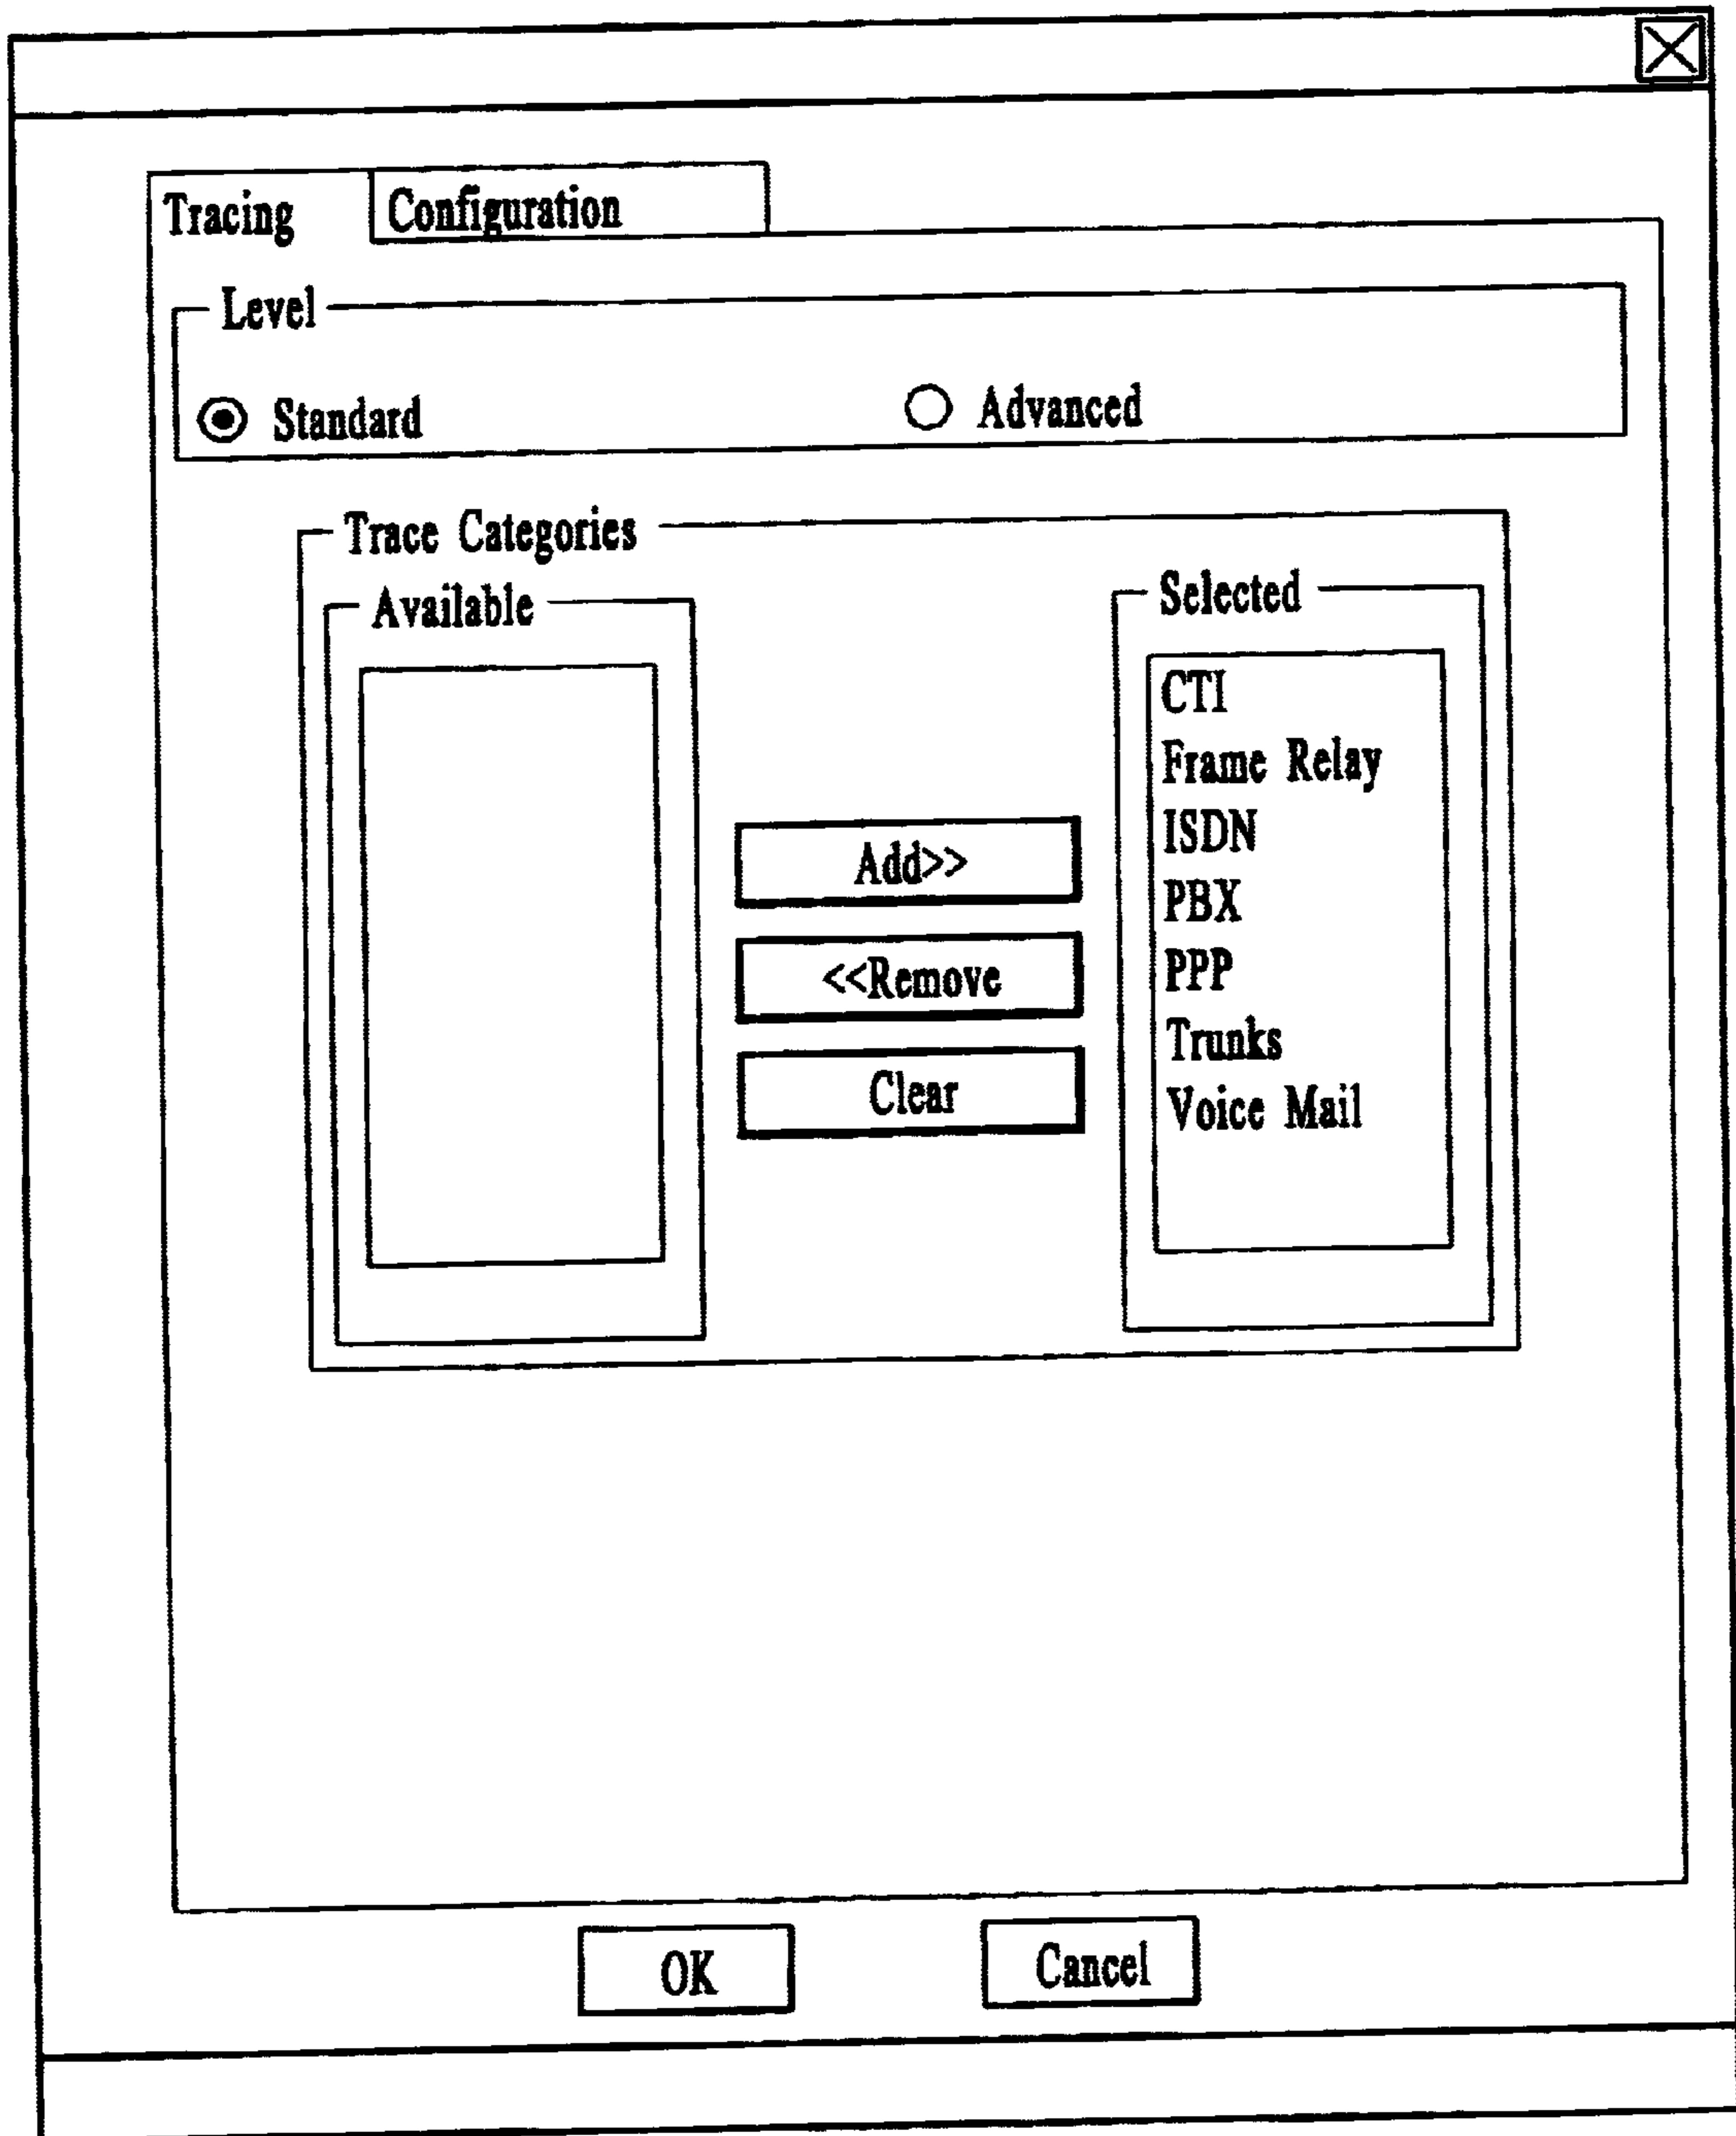 Tracing
Configuration
Level
Standard
Advanced
Trace Categories
Available
Selected
CTI
Frame Relay
ISDN
PBX
PPP
Trunks
Voice Mail
Add>>
<<Remove
Clear
OK
Cancel